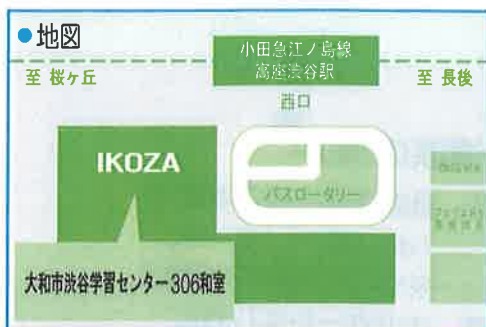 ●地図
小田急江ノ島線
高座渋谷駅
至 桜ヶ丘
至 長後
西口
IKOZA
バスロータリー
大和市渋谷学習センター306和室